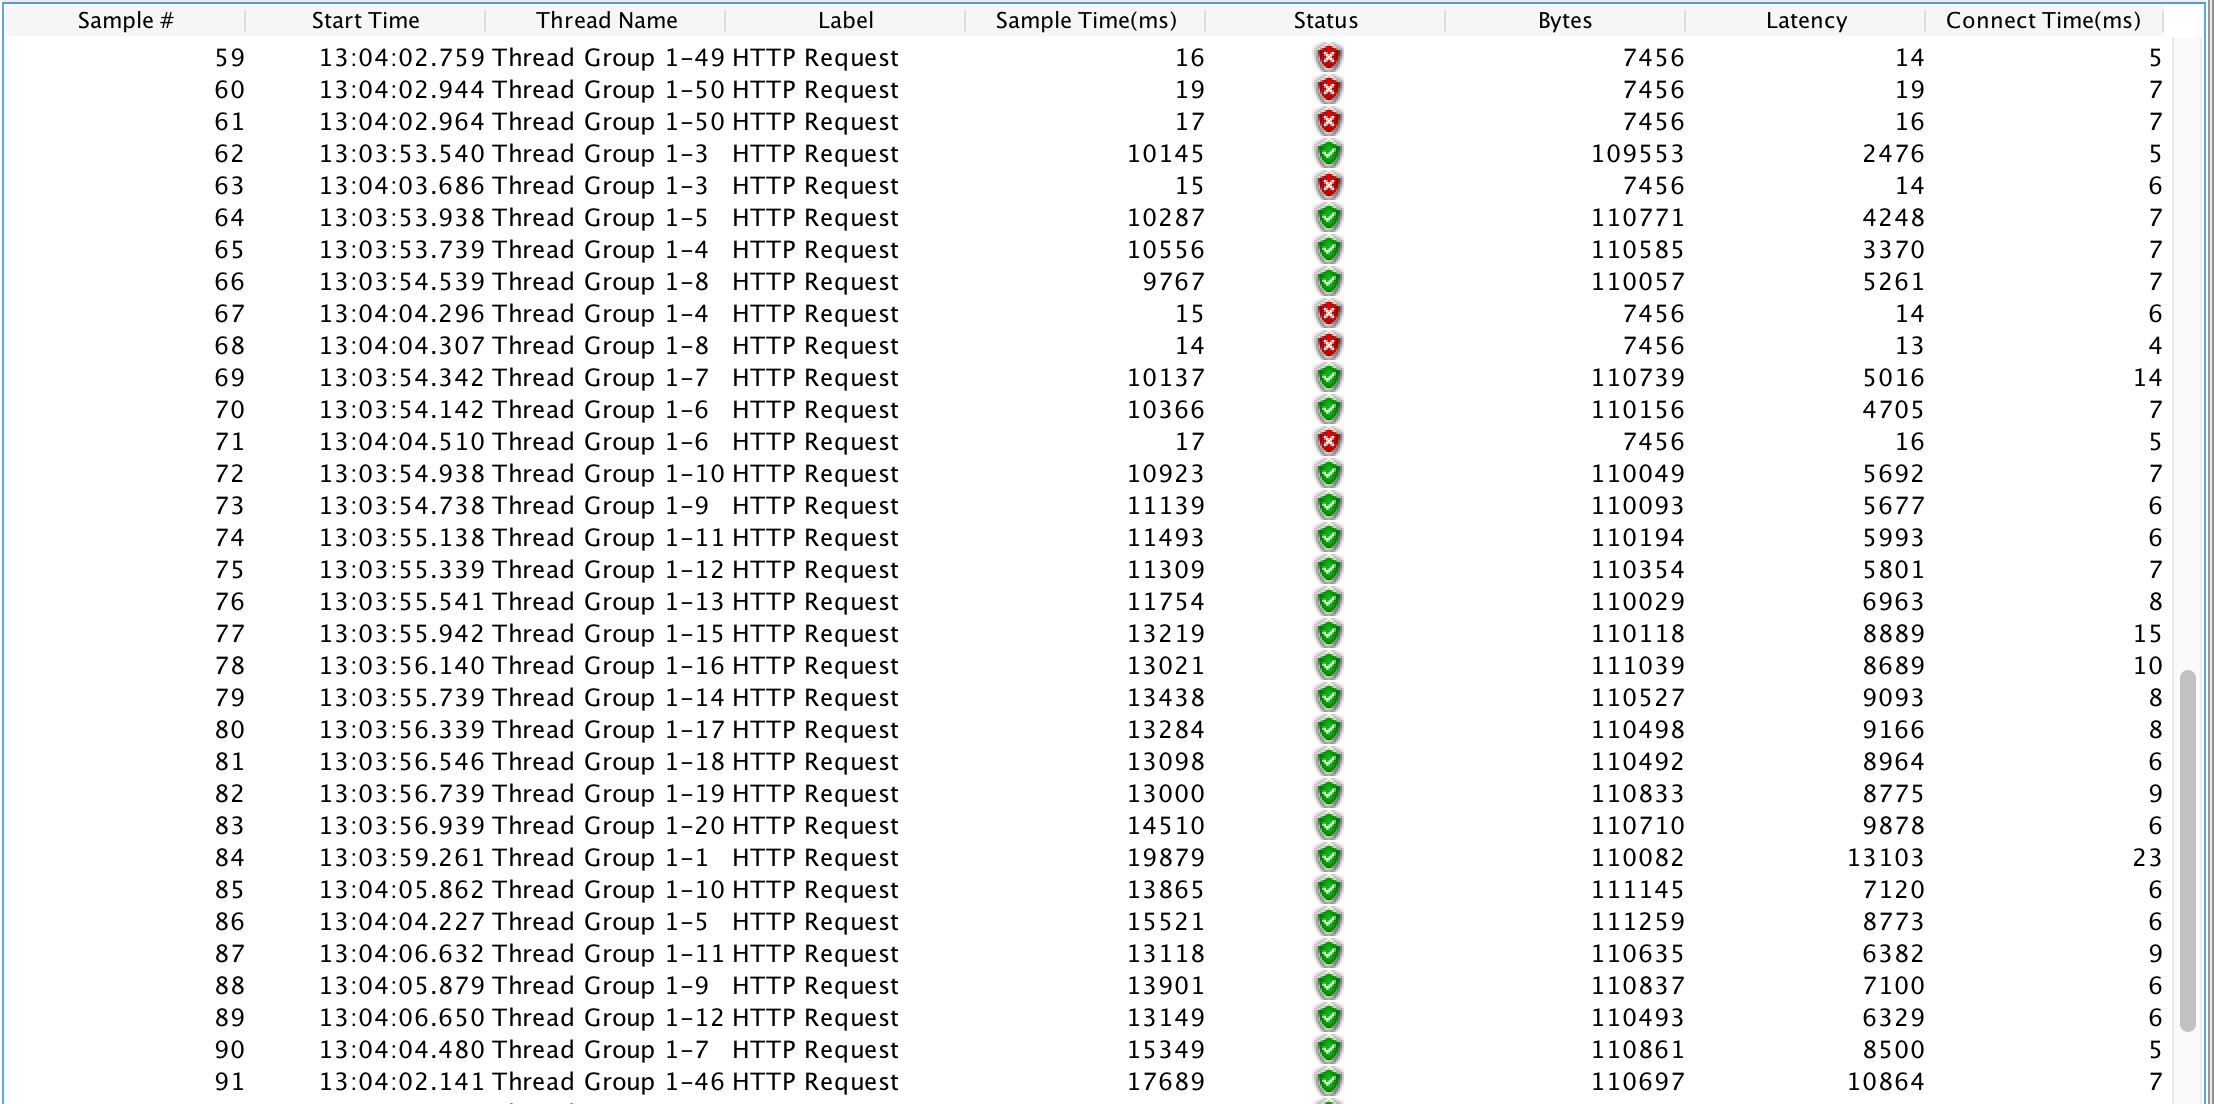 Sample # Start Time Thread Name Label Sample Time(ms) Status Bytes Latency Connect Time(ms)
59 13:04:02.759 Thread Group 1-49 HTTP Request 16 7456 14 5
60 13:04:02.944 Thread Group 1-50 HTTP Request 19 7456 19 7
61 13:04:02.964 Thread Group 1-50 HTTP Request 17 7456 16 7
62 13:03:53.540 Thread Group 1-3 HTTP Request 10145 109553 2476 5
63 13:04:03.686 Thread Group 1-3 HTTP Request 15 7456 14 6
64 13:03:53.938 Thread Group 1-5 HTTP Request 10287 110771 4248 7
65 13:03:53.739 Thread Group 1-4 HTTP Request 10556 110585 3370 7
66 13:03:54.539 Thread Group 1-8 HTTP Request 9767 110057 5261 7
67 13:04:04.296 Thread Group 1-4 HTTP Request 15 7456 14 6
68 13:04:04.307 Thread Group 1-8 HTTP Request 14 7456 13 4
69 13:03:54.342 Thread Group 1-7 HTTP Request 10137 110739 5016 14
70 13:03:54.142 Thread Group 1-6 HTTP Request 10366 110156 4705 7
71 13:04:04.510 Thread Group 1-6 HTTP Request 17 7456 16 5
72 13:03:54.938 Thread Group 1-10 HTTP Request 10923 110049 5692 7
73 13:03:54.738 Thread Group 1-9 HTTP Request 11139 110093 5677 6
74 13:03:55.138 Thread Group 1-11 HTTP Request 11493 110194 5993 6
75 13:03:55.339 Thread Group 1-12 HTTP Request 11309 110354 5801 7
76 13:03:55.541 Thread Group 1-13 HTTP Request 11754 110029 6963 8
77 13:03:55.942 Thread Group 1-15 HTTP Request 13219 110118 8889 15
78 13:03:56.140 Thread Group 1-16 HTTP Request 13021 111039 8689 10
79 13:03:55.739 Thread Group 1-14 HTTP Request 13438 110527 9093 8
80 13:03:56.339 Thread Group 1-17 HTTP Request 13284 110498 9166 8
81 13:03:56.546 Thread Group 1-18 HTTP Request 13098 110492 8964 6
82 13:03:56.739 Thread Group 1-19 HTTP Request 13000 110833 8775 9
83 13:03:56.939 Thread Group 1-20 HTTP Request 14510 110710 9878 6
84 13:03:59.261 Thread Group 1-1 HTTP Request 19879 110082 13103 23
85 13:04:05.862 Thread Group 1-10 HTTP Request 13865 111145 7120 6
86 13:04:04.227 Thread Group 1-5 HTTP Request 15521 111259 8773 6
87 13:04:06.632 Thread Group 1-11 HTTP Request 13118 110635 6382 9
88 13:04:05.879 Thread Group 1-9 HTTP Request 13901 110837 7100 6
89 13:04:06.650 Thread Group 1-12 HTTP Request 13149 110493 6329 6
90 13:04:04.480 Thread Group 1-7 HTTP Request 15349 110861 8500 5
91 13:04:02.141 Thread Group 1-46 HTTP Request 17689 110697 10864 7